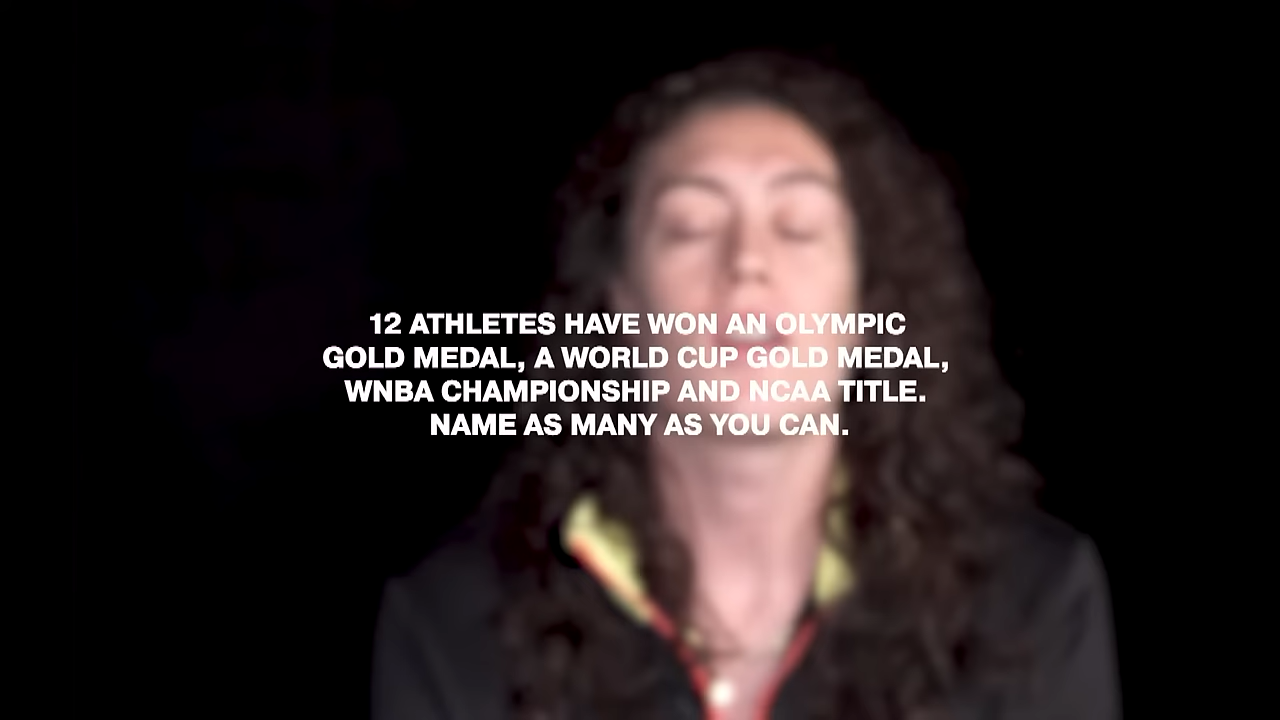 12 ATHLETES HAVE WON AN OLYMPIC
GOLD MEDAL, A WORLD CUP GOLD MEDAL,
WNBA CHAMPIONSHIP AND NCAA TITLE.
NAME AS MANY AS YOU CAN.